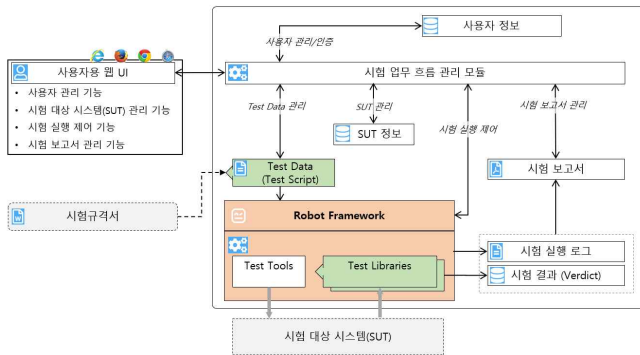 사용자 정보
사용자 관리/인증
사용자용 웹 UI
시험 업무 흐름 관리 모듈
• 사용자 관리 기능
• 시험 대상 시스템(SUT) 관리 기능
• 시험 실행 제어 기능
• 시험 보고서 관리 기능
Test Data 관리
SUT 관리
시험 실행 제어
시험 보고서 관리
SUT 정보
Test Data
(Test Script)
시험 보고서
시험규격서
Robot Framework
Test Tools
Test Libraries
시험 실행 로그
시험 결과 (Verdict)
시험 대상 시스템(SUT)